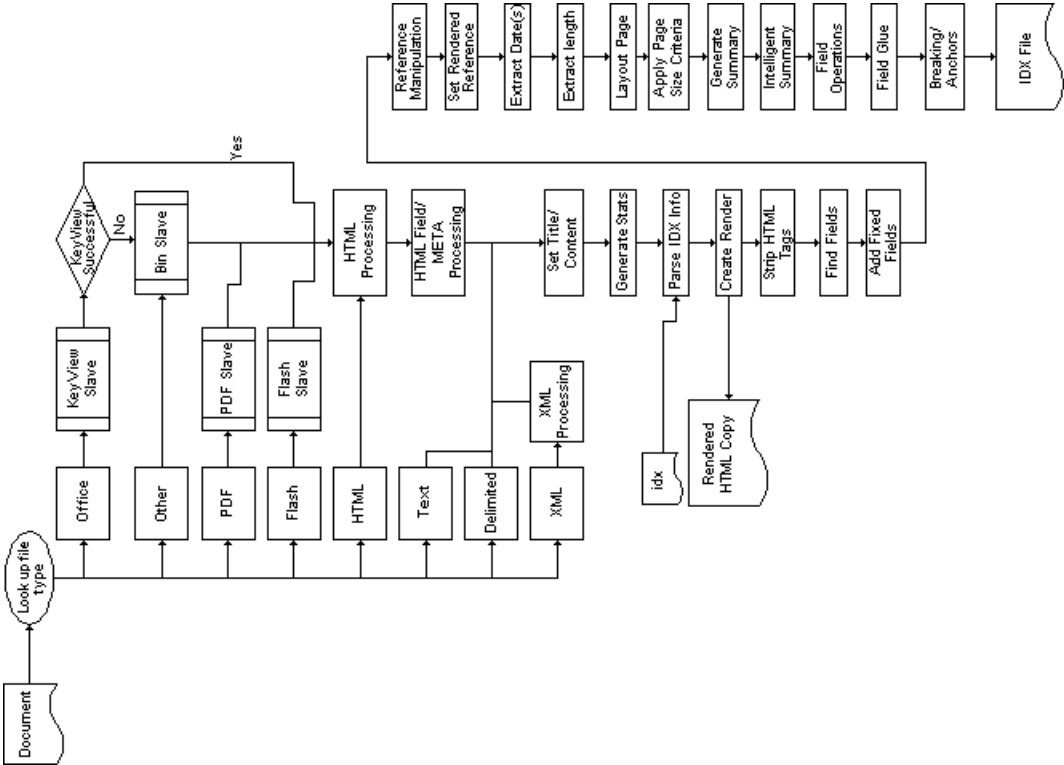 Document
Look up file
type
Office
Other
PDF
Flash
HTML
Text
Delimited
XML
KeyView
Slave
PDF Slave
Flash
Slave
XML
Processing
KeyView
Successful
No
Yes
Bin Slave
HTML
Processing
HTML Field/
META
Processing
Set Title/
Content
Generate Stats
idx
Parse IDX Info
Create Render
Rendered
HTML Copy
Strip HTML
Tags
Find Fields
Add Fixed
Fields
Reference
Manipulation
Set Rendered
Reference
Extract Date(s)
Extract length
Layout Page
Apply Page
Size Criteria
Generate
Summary
Intelligent
Summary
Field
Operations
Field Glue
Breaking/
Anchors
IDX File